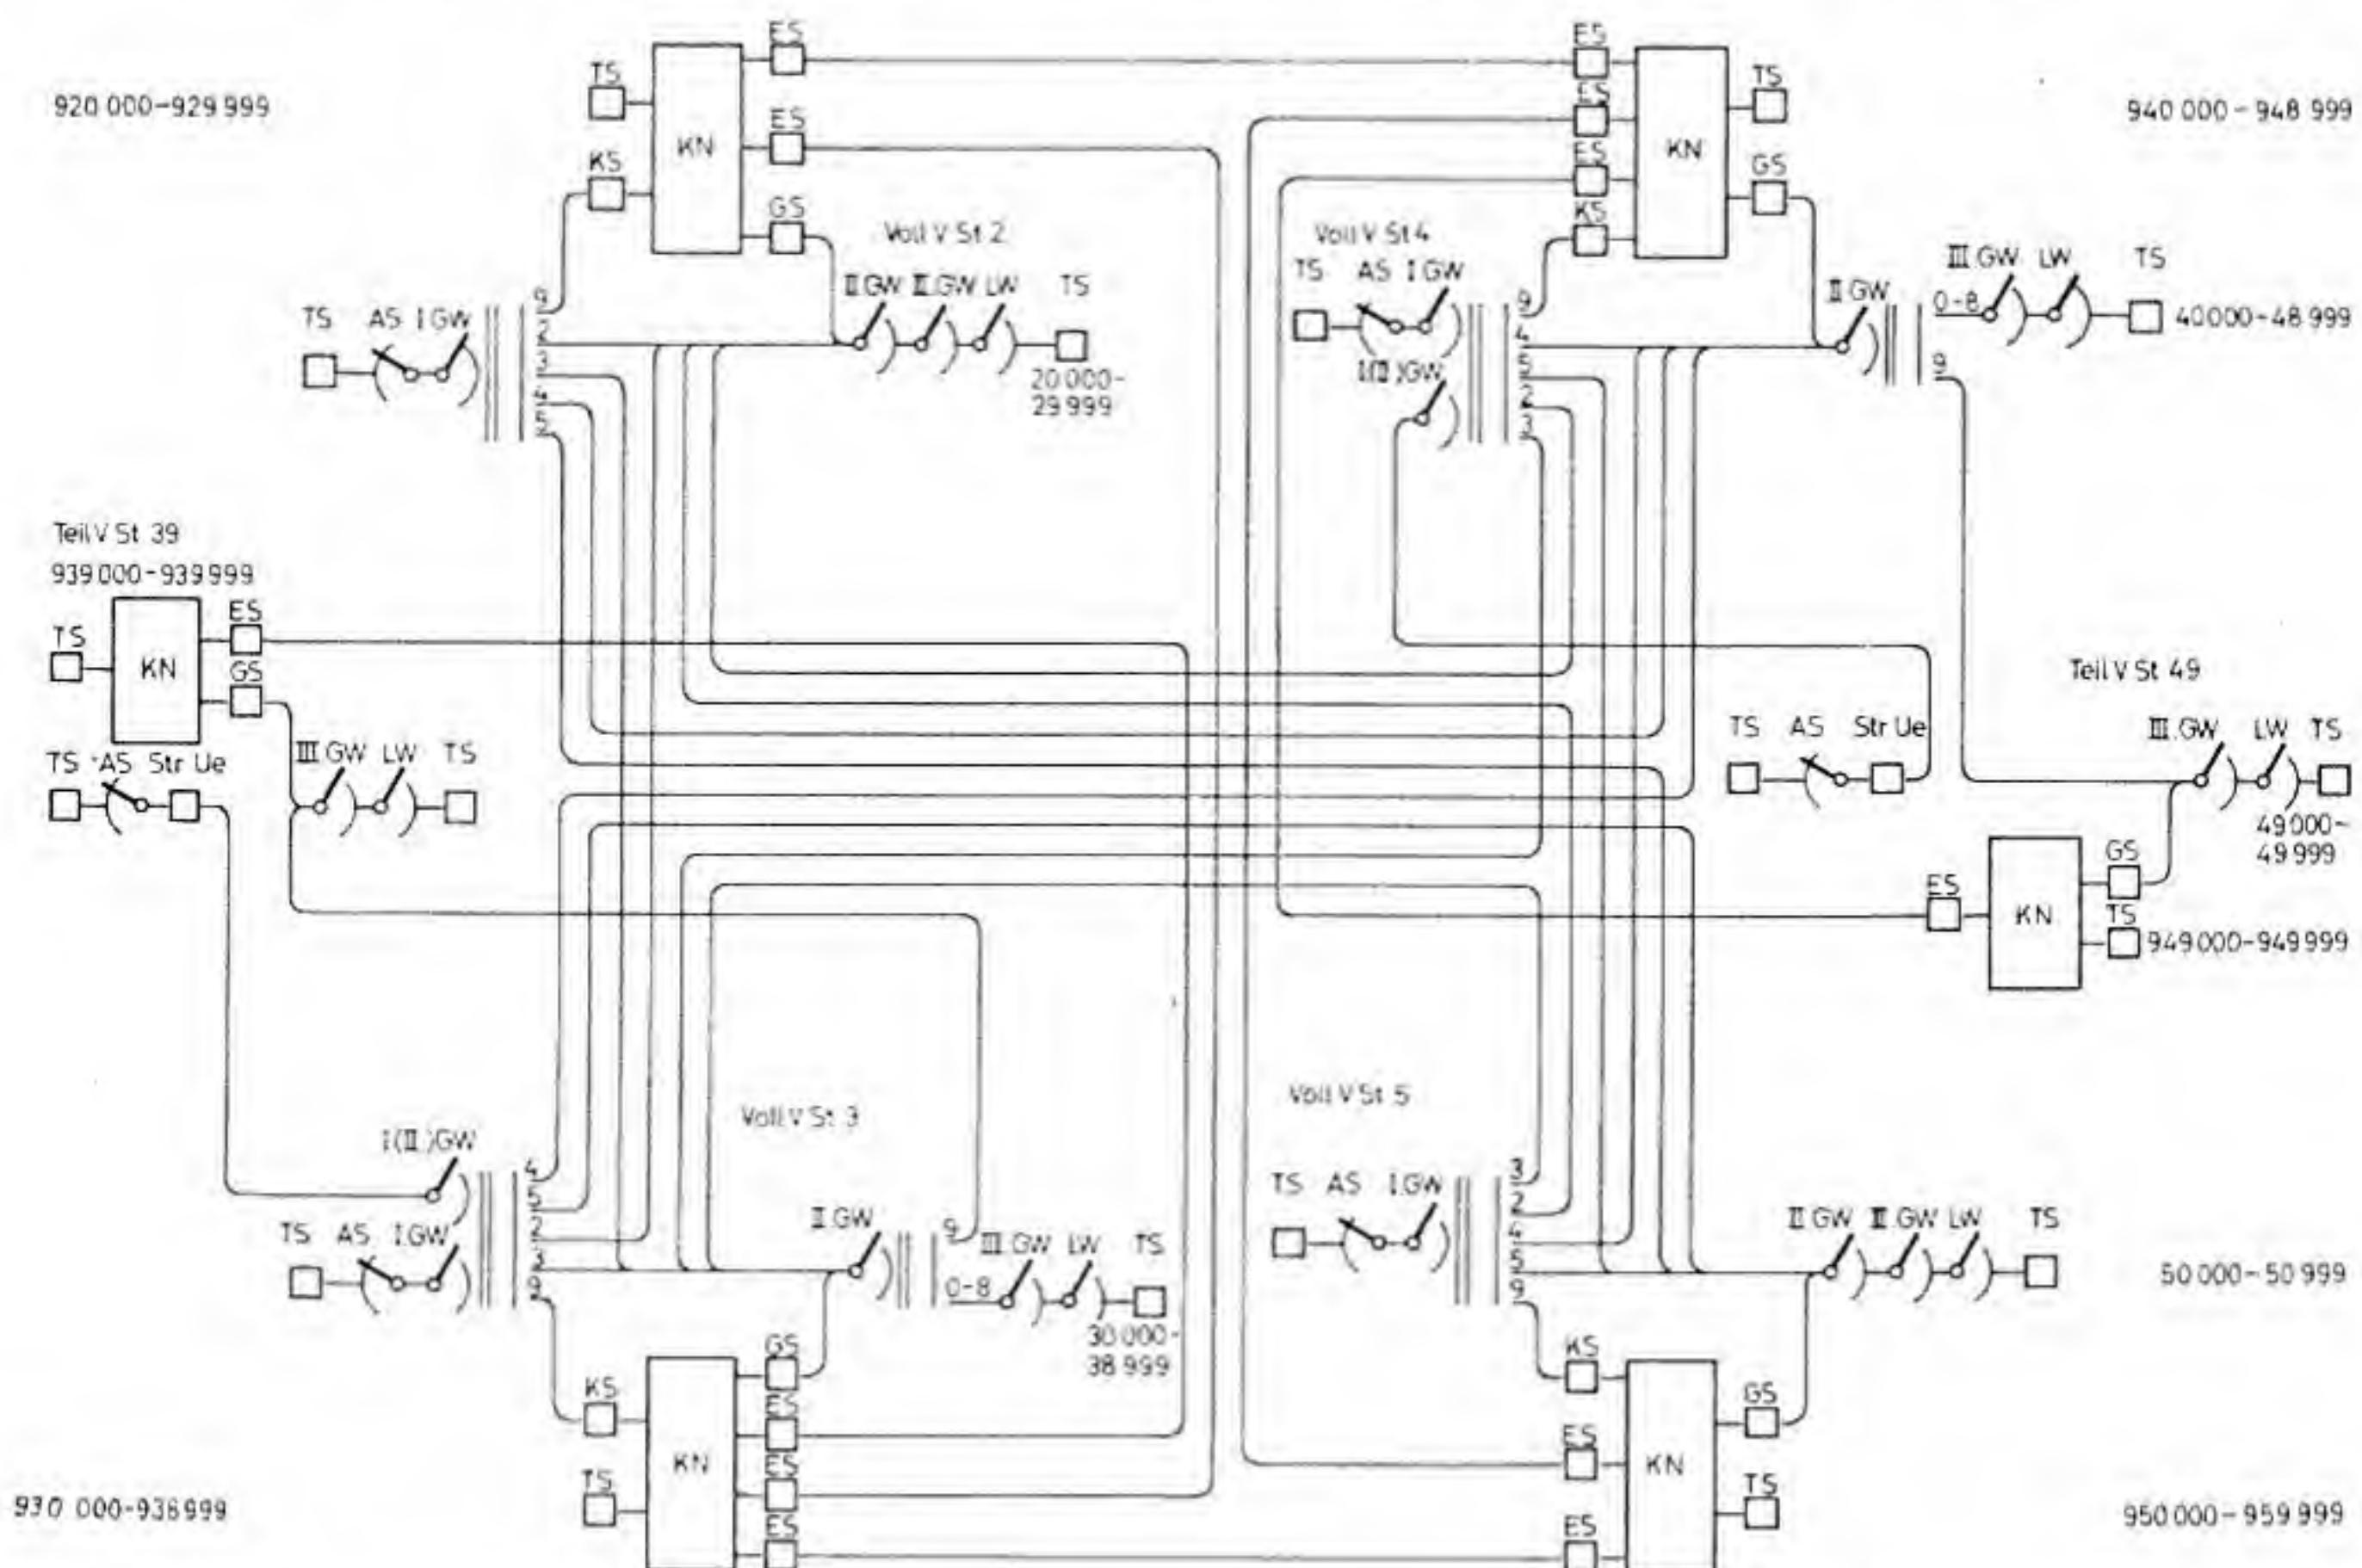 920 000-929 999
TS
KS
KN
ES
ES
GS
Voll V St 2
TS AS I GW
9
2
3
4
5
II.GW II.GW LW TS
20 000-
29 999
ES
ES
ES
KS
KN
TS
GS
940 000-948 999
Voll V St 4
TS AS I GW
I(II)GW
9
4
5
2
3
II GW
III.GW LW TS
0-8
40000-48 999
9
Teil V St 39
939 000-939 999
TS
KN
ES
GS
TS AS Str Ue
III.GW LW TS
Teil V St 49
TS AS Str Ue
III.GW LW TS
49 000-
49 999
ES
KN
GS
TS
949 000-949 999
Voll V St 3
I(II.)GW
TS AS I.GW
4
5
2
3
9
II.GW
9
0-8
III GW LW TS
30 000-
38 999
KS
TS
KN
GS
ES
ES
ES
930 000-938 999
Voll V St 5
TS AS I.GW
3
2
4
5
9
II GW III.GW LW TS
50 000-50 999
KS
ES
ES
KN
GS
TS
950 000-959 999